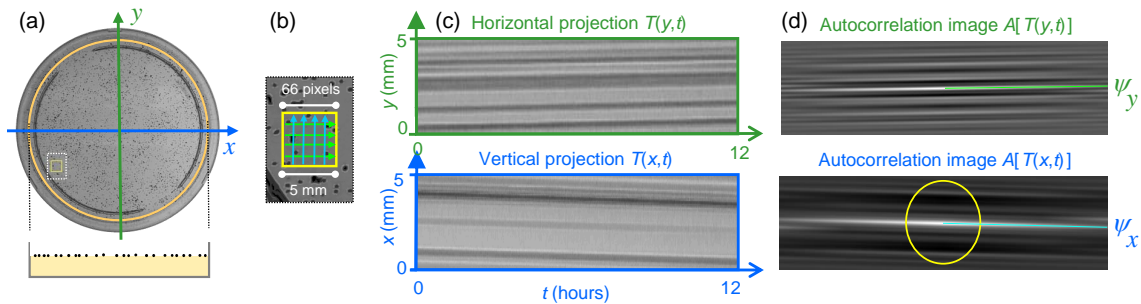 (a)
y
x
(b)
66 pixels
5 mm
(c)
Horizontal projection T(y,t)
5
y (mm)
0
0
12
Vertical projection T(x,t)
5
x (mm)
0
0
12
t (hours)
(d)
Autocorrelation image A[T(y,t)]
ψy
Autocorrelation image A[T(x,t)]
ψx